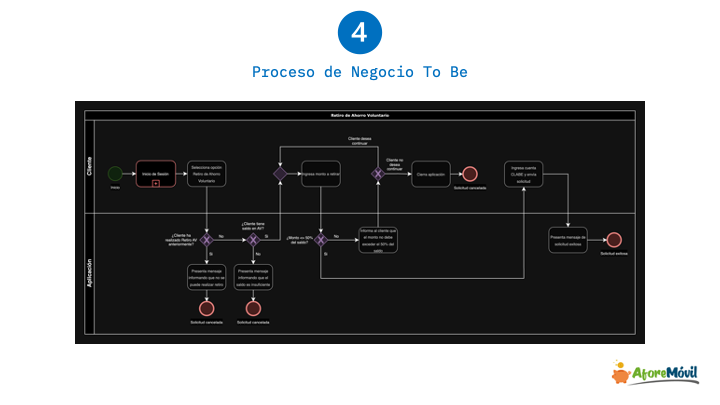 4
Proceso de Negocio To Be
Retiro de Ahorro Voluntario
Cliente
Inicio
Inicio de Sesión
Selecciona opción
Retiro de Ahorro
Voluntario
Cliente desea
continuar
Ingresa monto a retirar
Cliente no
desea
continuar
Cierra aplicación
Solicitud cancelada
Ingresa cuenta
CLABE y envía
solicitud
Aplicación
¿Cliente ha
realizado Retiro AV
anteriormente?
No
Si
¿Cliente tiene
saldo en AV?
Si
No
¿Monto <= 50%
del saldo?
No
Si
Informa al cliente que
el monto no debe
exceder el 50% del
saldo
Presenta mensaje
informando que no se
puede realizar retiro
Solicitud cancelada
Presenta mensaje
informando que el
saldo es insuficiente
Solicitud cancelada
Presenta mensaje de
solicitud exitosa
Solicitud exitosa
AforeMóvil